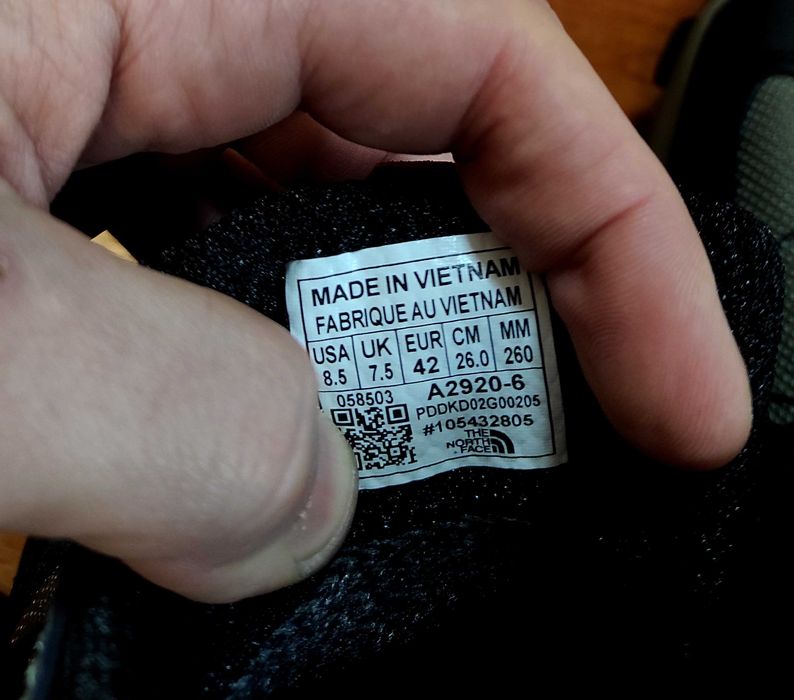 MADE IN VIETNAM
FABRIQUE AU VIETNAM
USA UK EUR CM MM
8.5 7.5 42 26.0 260
058503 A2920-6
PDDKD02G00205
#105432805
THE
NORTH
FACE